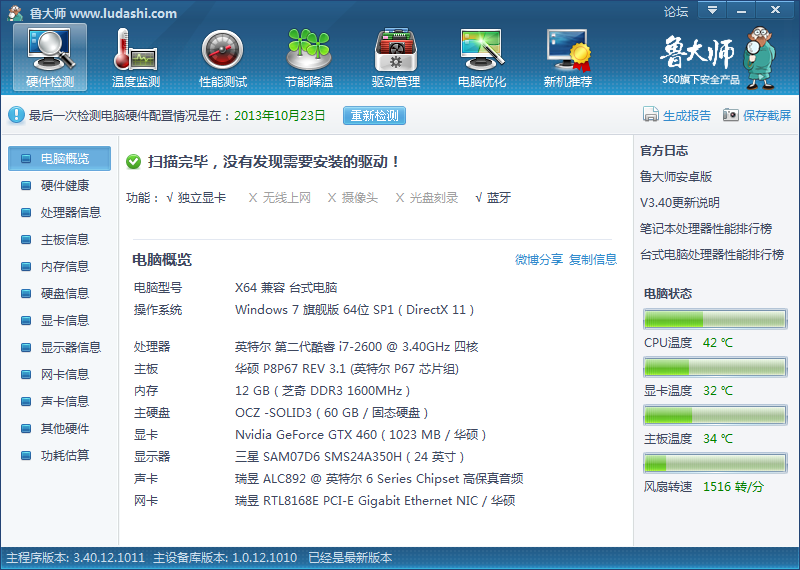 鲁大师 www.ludashi.com
论坛
硬件检测 温度监测 性能测试 节能降温 驱动管理 电脑优化 新机推荐
鲁大师
360旗下安全产品
最后一次检测电脑硬件配置情况是在：2013年10月23日 重新检测 生成报告 保存截屏
电脑概览
硬件健康
处理器信息
主板信息
内存信息
硬盘信息
显卡信息
显示器信息
网卡信息
声卡信息
其他硬件
功耗估算
扫描完毕，没有发现需要安装的驱动！
功能： √ 独立显卡 X 无线上网 X 摄像头 X 光盘刻录 √ 蓝牙
电脑概览 微博分享 复制信息
电脑型号 X64 兼容 台式电脑
操作系统 Windows 7 旗舰版 64位 SP1 ( DirectX 11 )
处理器 英特尔 第二代酷睿 i7-2600 @ 3.40GHz 四核
主板 华硕 P8P67 REV 3.1 (英特尔 P67 芯片组)
内存 12 GB ( 芝奇 DDR3 1600MHz )
主硬盘 OCZ -SOLID3 ( 60 GB / 固态硬盘 )
显卡 Nvidia GeForce GTX 460 ( 1023 MB / 华硕 )
显示器 三星 SAM07D6 SMS24A350H ( 24 英寸 )
声卡 瑞昱 ALC892 @ 英特尔 6 Series Chipset 高保真音频
网卡 瑞昱 RTL8168E PCI-E Gigabit Ethernet NIC / 华硕
官方日志
鲁大师安卓版
V3.40更新说明
笔记本处理器性能排行榜
台式电脑处理器性能排行榜
电脑状态
CPU温度 42 ℃
显卡温度 32 ℃
主板温度 34 ℃
风扇转速 1516 转/分
主程序版本: 3.40.12.1011 主设备库版本: 1.0.12.1010 已经是最新版本